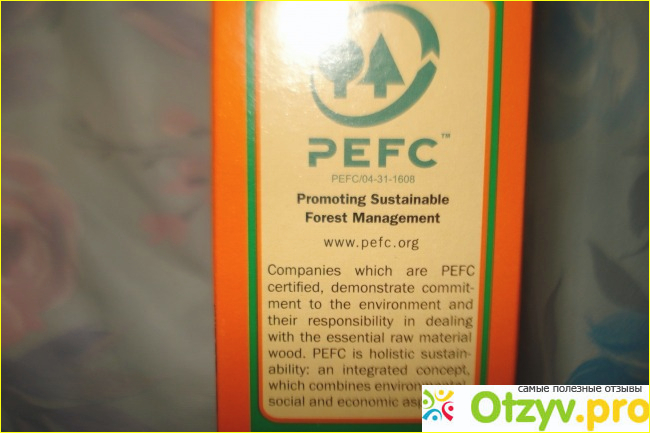 PEFC™
PEFC/04-31-1608
Promoting Sustainable
Forest Management
www.pefc.org
Companies which are PEFC
certified, demonstrate commit-
ment to the environment and
their responsibility in dealing
with the essential raw material
wood. PEFC is holistic sustain-
ability: an integrated concept,
which combines environmental,
social and economic
самые полезные отзывы
Otzyv.pro